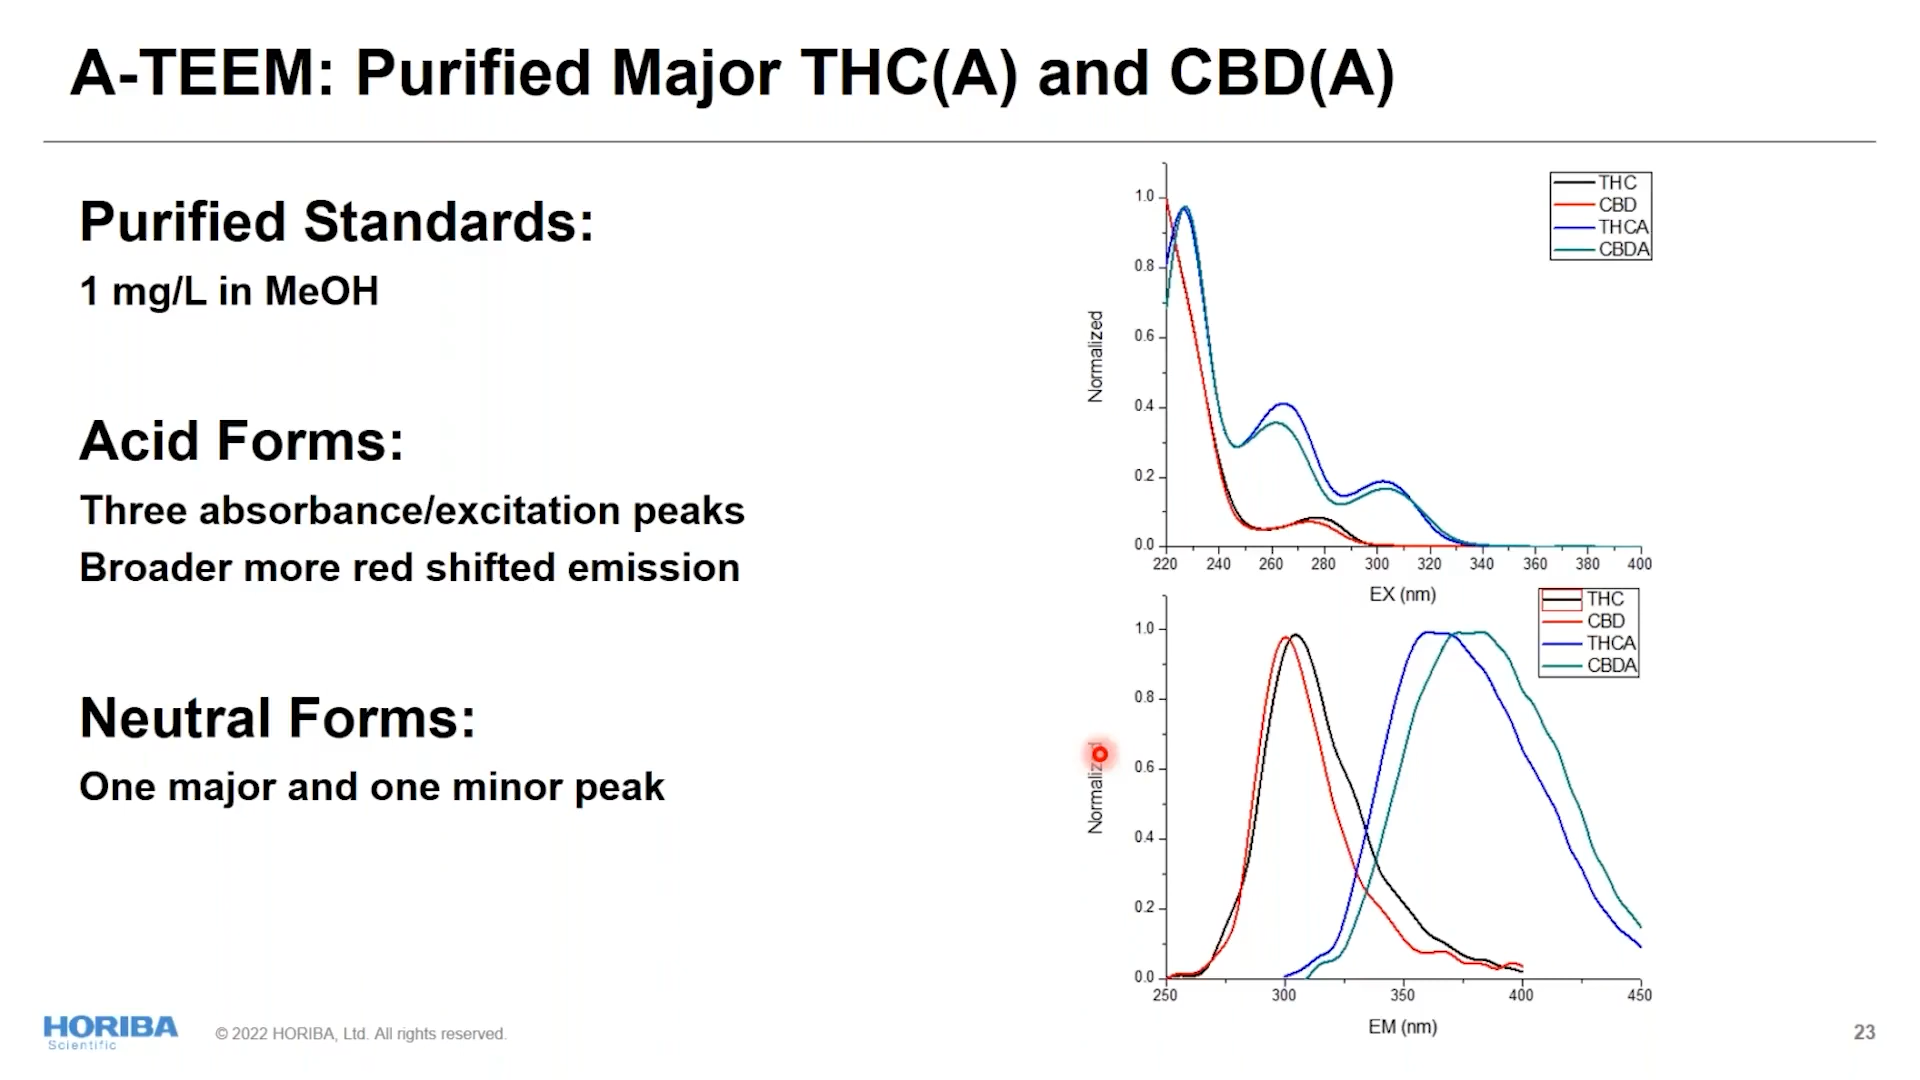 A-TEEM: Purified Major THC(A) and CBD(A)
Purified Standards:
1 mg/L in MeOH
Acid Forms:
Three absorbance/excitation peaks
Broader more red shifted emission
Neutral Forms:
One major and one minor peak
THC
CBD
THCA
CBDA
1.0
0.8
0.6
0.4
0.2
0.0
Normalized
220 240 260 280 300 320 340 360 380 400
EX (nm)
THC
CBD
THCA
CBDA
1.0
0.8
0.6
0.4
0.2
0.0
Normalized
250 300 350 400 450
EM (nm)
HORIBA
Scientific
© 2022 HORIBA, Ltd. All rights reserved.
23